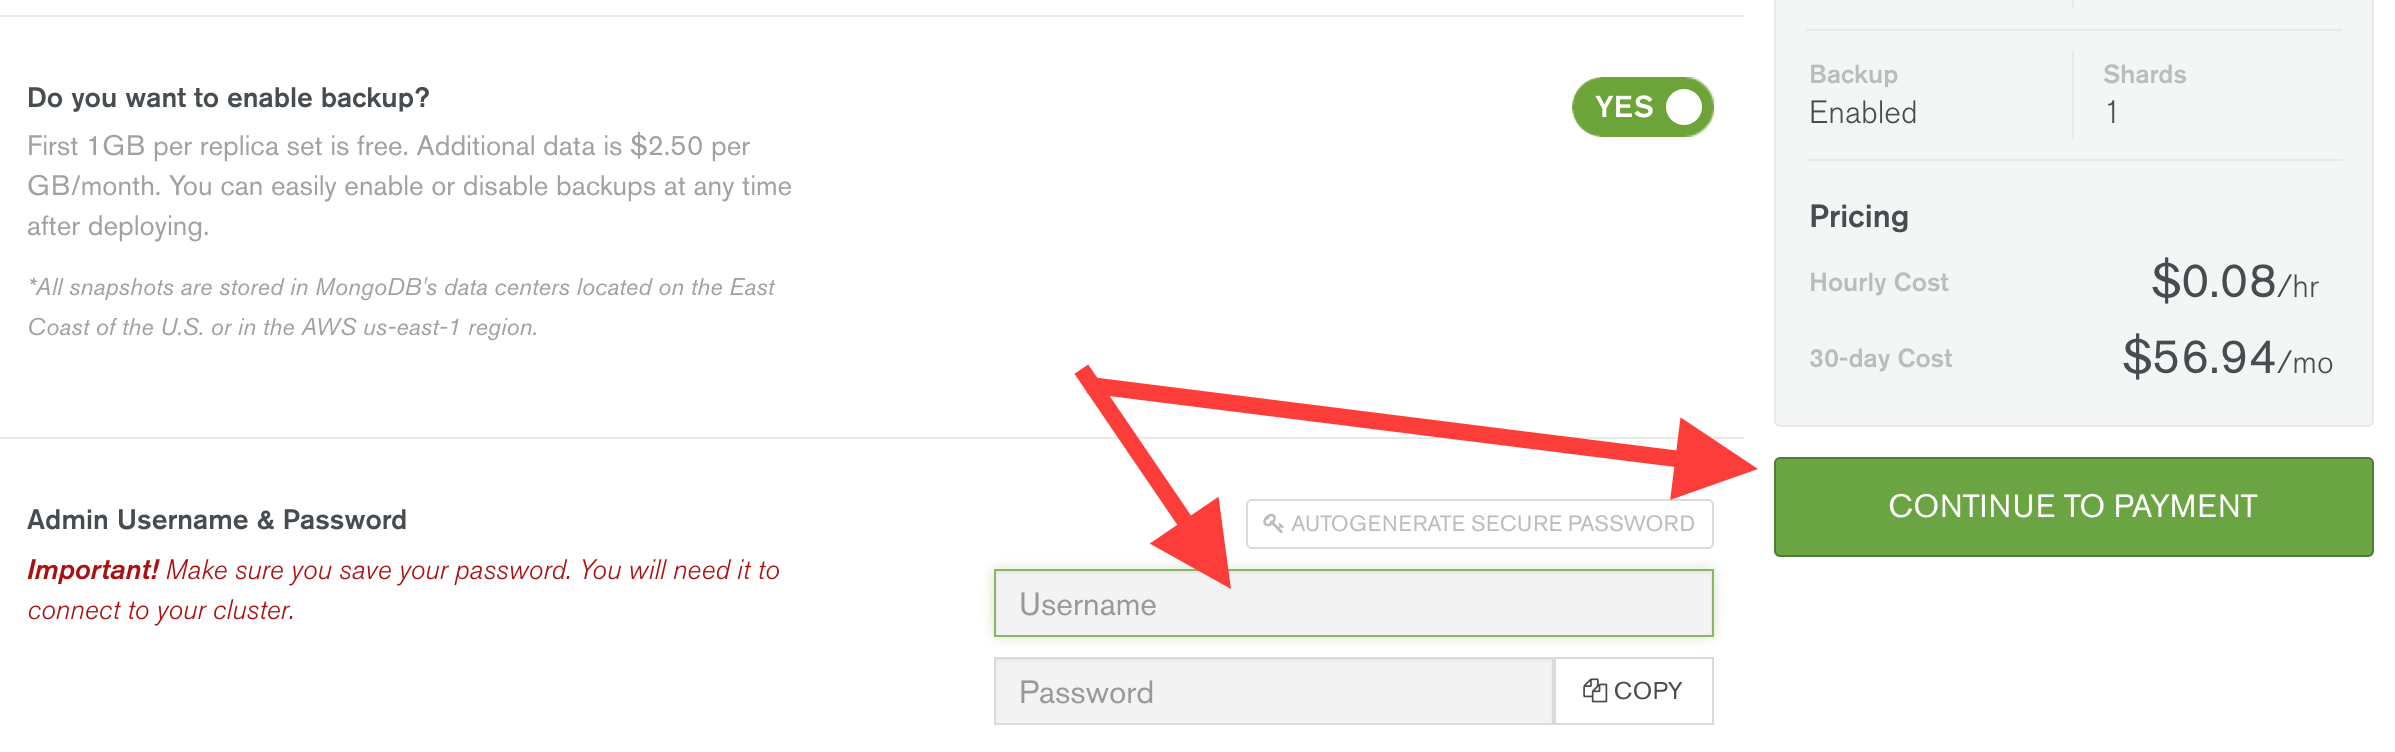 Do you want to enable backup?
YES
First 1GB per replica set is free. Additional data is $2.50 per
GB/month. You can easily enable or disable backups at any time
after deploying.
*All snapshots are stored in MongoDB's data centers located on the East
Coast of the U.S. or in the AWS us-east-1 region.
Admin Username & Password
Important! Make sure you save your password. You will need it to
connect to your cluster.
AUTOGENERATE SECURE PASSWORD
Username
Password
COPY
Backup
Enabled
Shards
1
Pricing
Hourly Cost
$0.08/hr
30-day Cost
$56.94/mo
CONTINUE TO PAYMENT